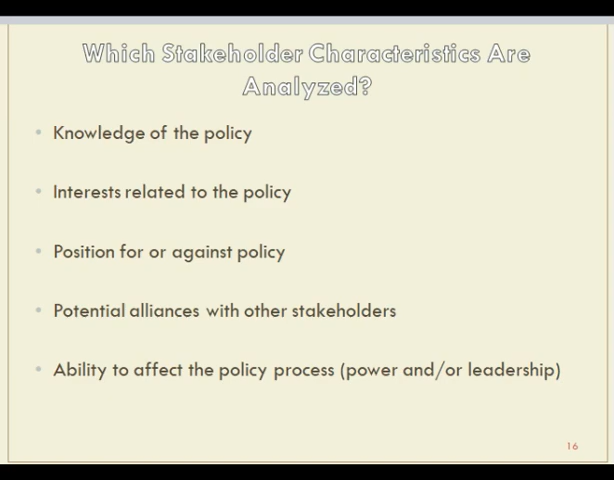 Which Stakeholder Characteristics Are
Analyzed?
• Knowledge of the policy
• Interests related to the policy
• Position for or against policy
• Potential alliances with other stakeholders
• Ability to affect the policy process (power and/or leadership)
16